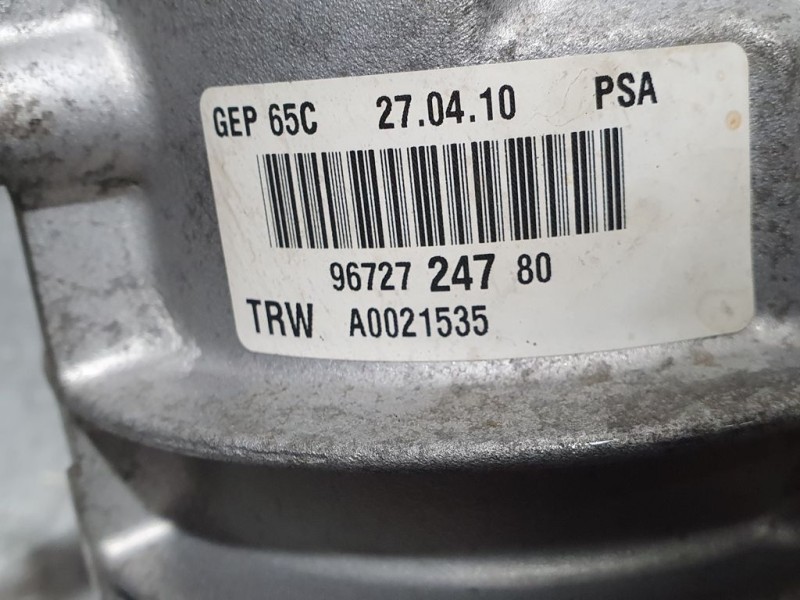 GEP 65C 27.04.10 PSA
96727 247 80
TRW A0021535